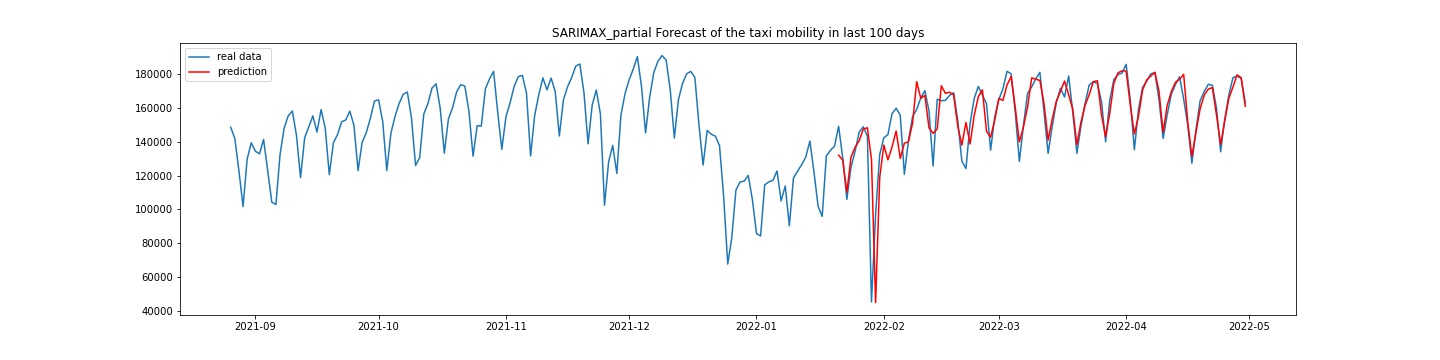 SARIMAX_partial Forecast of the taxi mobility in last 100 days
real data
prediction
180000
160000
140000
120000
100000
80000
60000
40000
2021-09 2021-10 2021-11 2021-12 2022-01 2022-02 2022-03 2022-04 2022-05